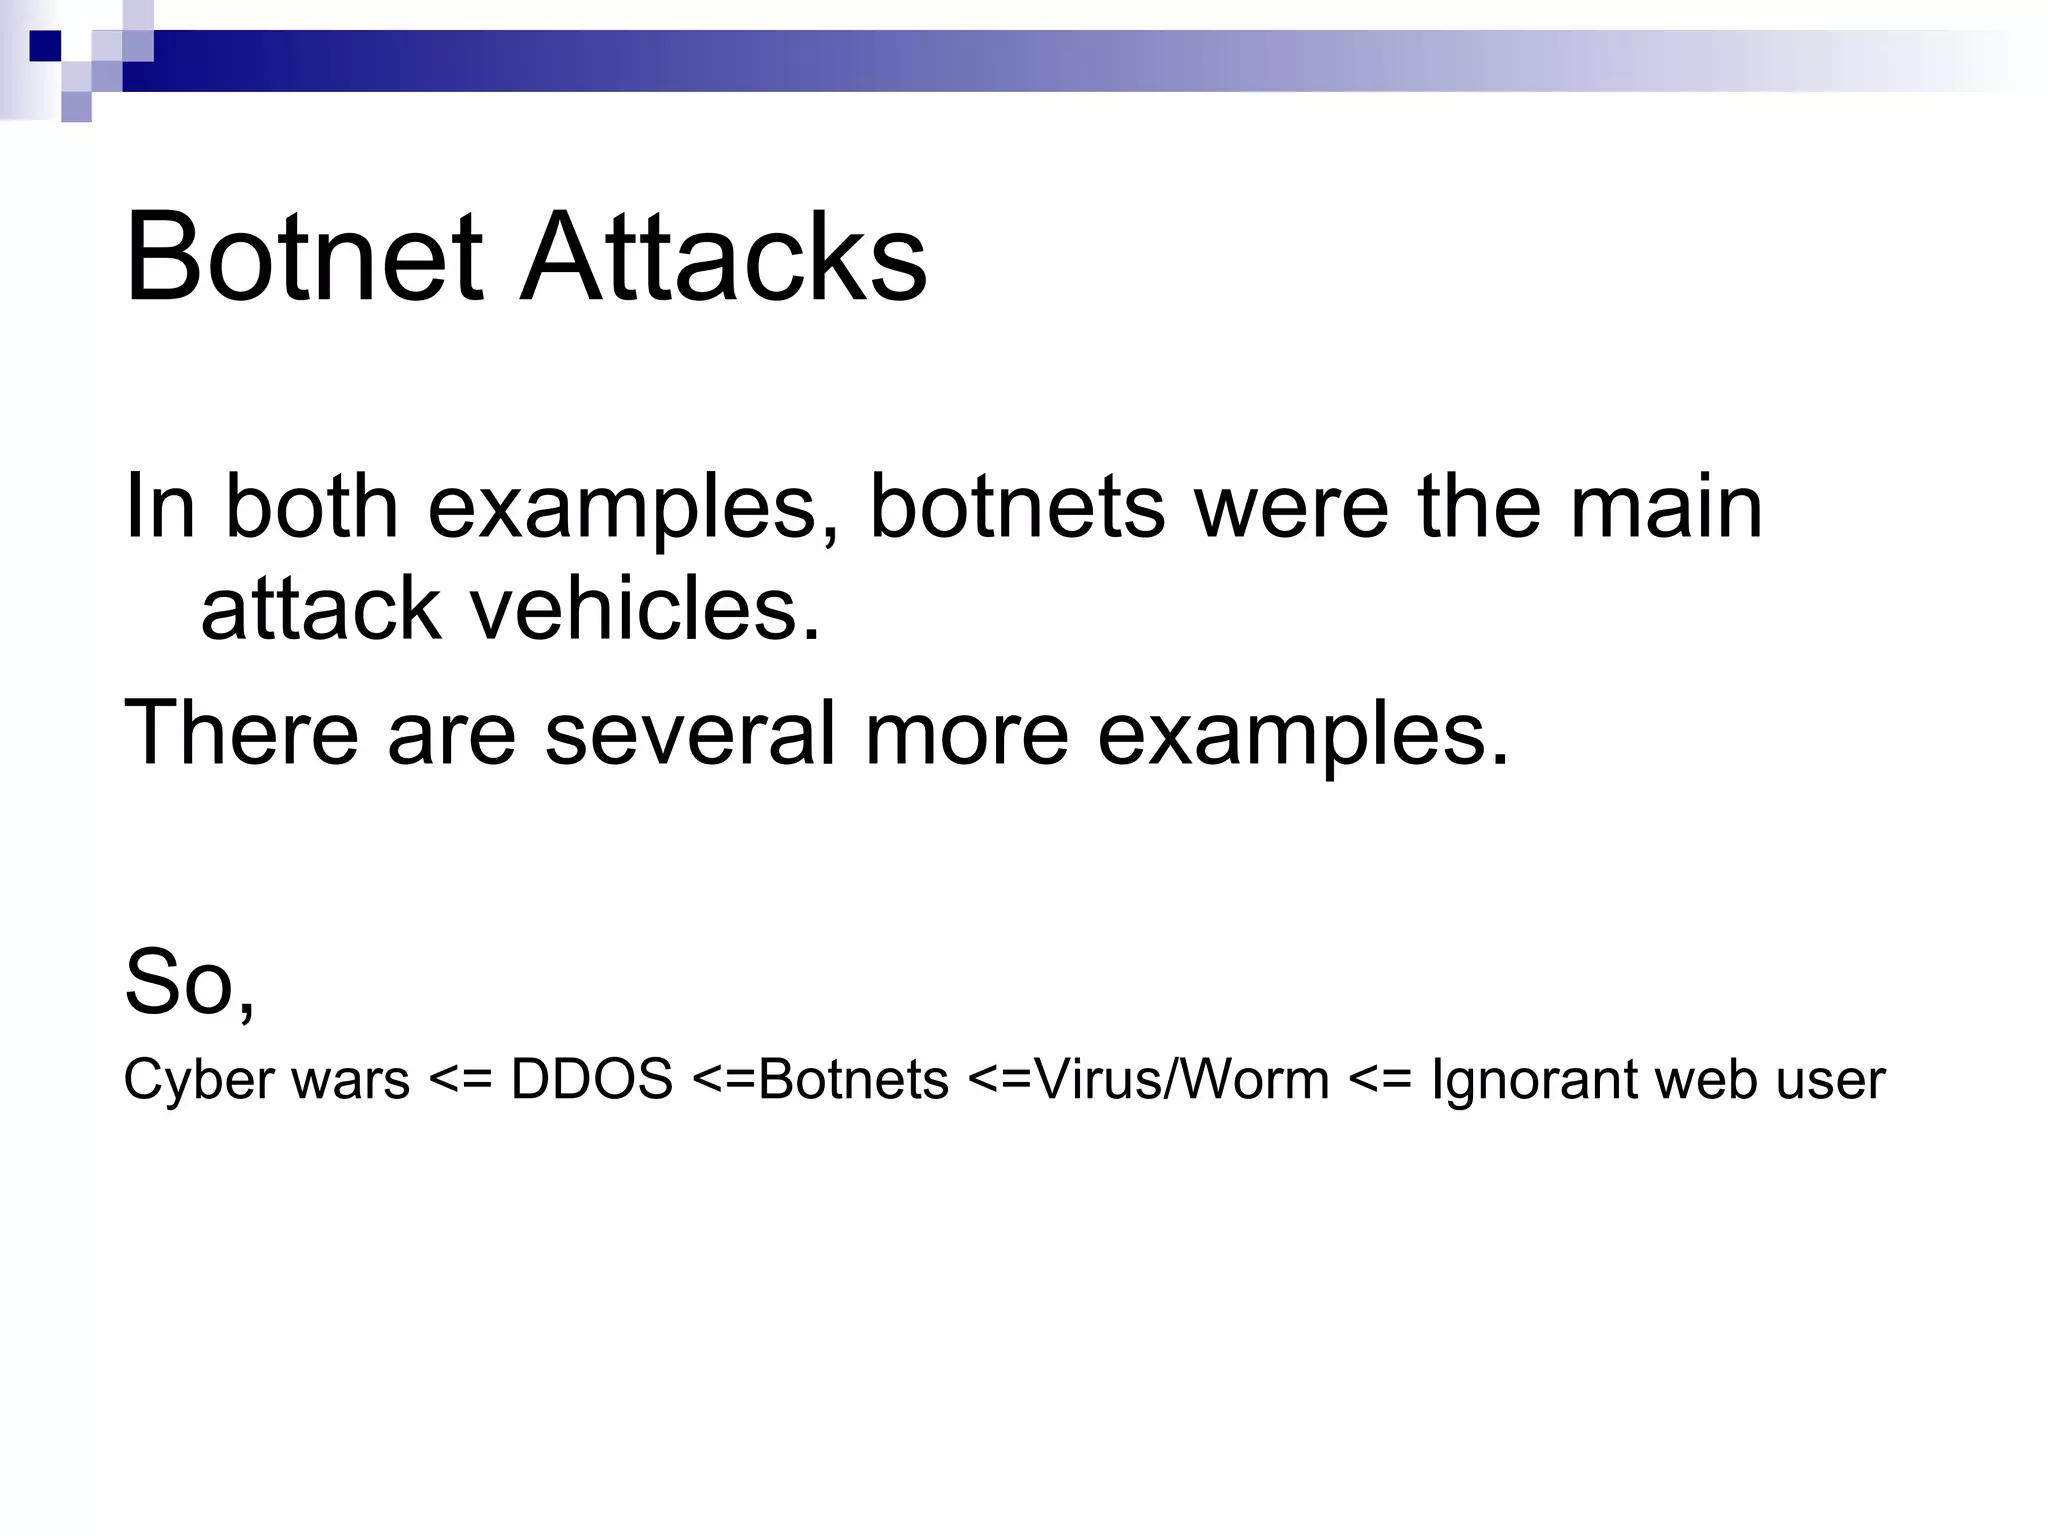 Botnet Attacks
In both examples, botnets were the main
attack vehicles.
There are several more examples.
So,
Cyber wars <= DDOS <=Botnets <=Virus/Worm <= Ignorant web user